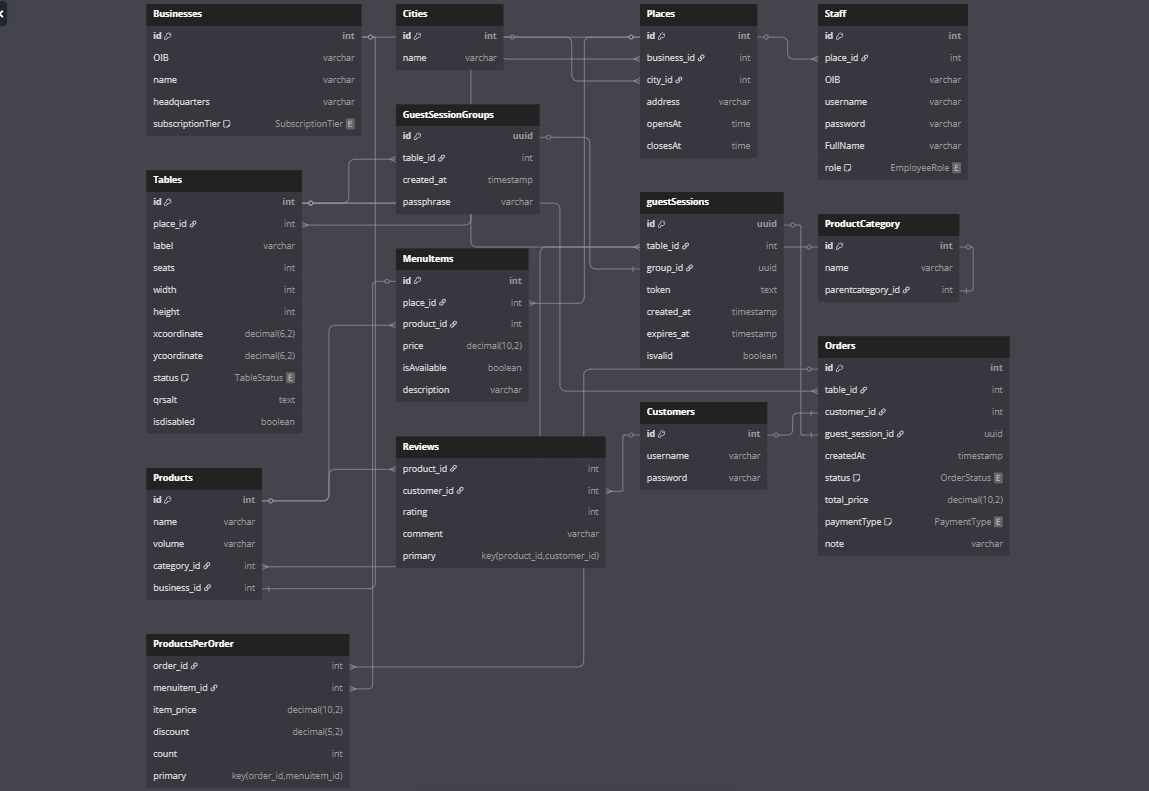 Businesses
id int
OIB varchar
name varchar
headquarters varchar
subscriptionTier SubscriptionTier E
Cities
id int
name varchar
Places
id int
business_id int
city_id int
address varchar
opensAt time
closesAt time
Staff
id int
place_id int
OIB varchar
username varchar
password varchar
FullName varchar
role EmployeeRole E
GuestSessionGroups
id uuid
table_id int
created_at timestamp
passphrase varchar
Tables
id int
place_id int
label varchar
seats int
width int
height int
xcoordinate decimal(6,2)
ycoordinate decimal(6,2)
status TableStatus E
qrsalt text
isdisabled boolean
guestSessions
id uuid
table_id int
group_id uuid
token text
created_at timestamp
expires_at timestamp
isvalid boolean
ProductCategory
id int
name varchar
parentcategory_id int
MenuItems
id int
place_id int
product_id int
price decimal(10,2)
isAvailable boolean
description varchar
Orders
id int
table_id int
customer_id int
guest_session_id uuid
createdAt timestamp
status OrderStatus E
total_price decimal(10,2)
paymentType PaymentType E
note varchar
Customers
id int
username varchar
password varchar
Reviews
product_id int
customer_id int
rating int
comment varchar
primary key(product_id,customer_id)
Products
id int
name varchar
volume varchar
category_id int
business_id int
ProductsPerOrder
order_id int
menuitem_id int
item_price decimal(10,2)
discount decimal(5,2)
count int
primary key(order_id,menuitem_id)